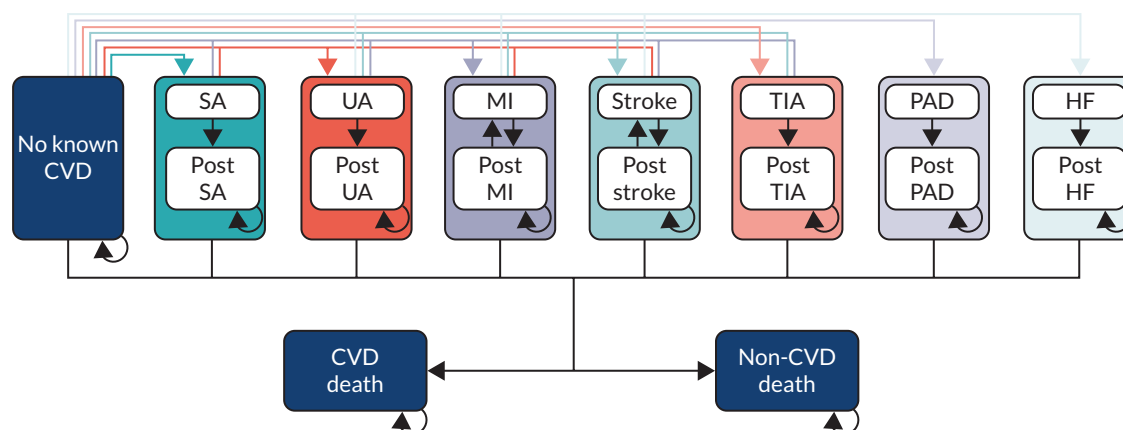 No known
CVD
SA
Post
SA
UA
Post
UA
MI
Post
MI
Stroke
Post
stroke
TIA
Post
TIA
PAD
Post
PAD
HF
Post
HF
CVD
death
Non-CVD
death